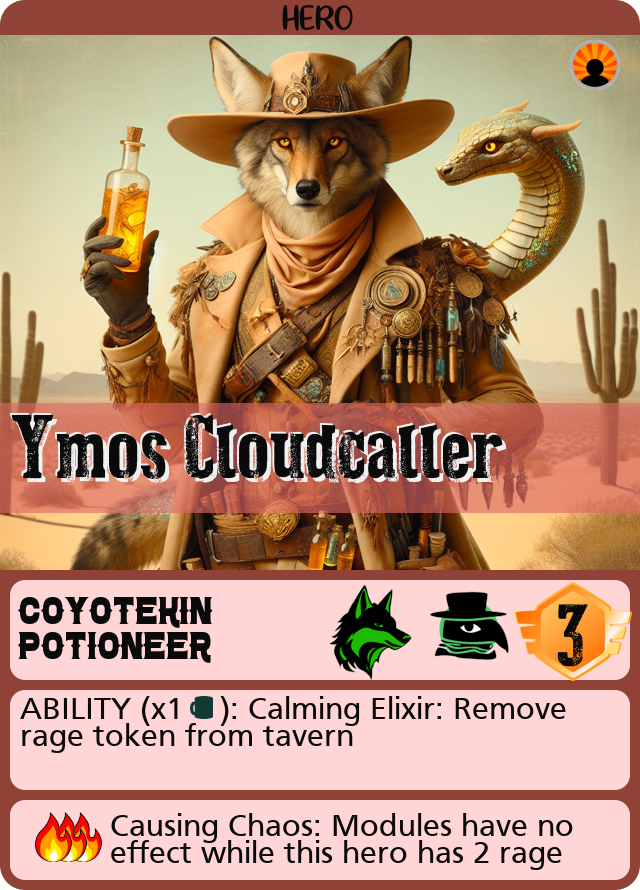 HERO
Ymos Cloudcaller
COYOTEKIN
POTIONEER
3
ABILITY (x1 ): Calming Elixir: Remove
rage token from tavern
Causing Chaos: Modules have no
effect while this hero has 2 rage